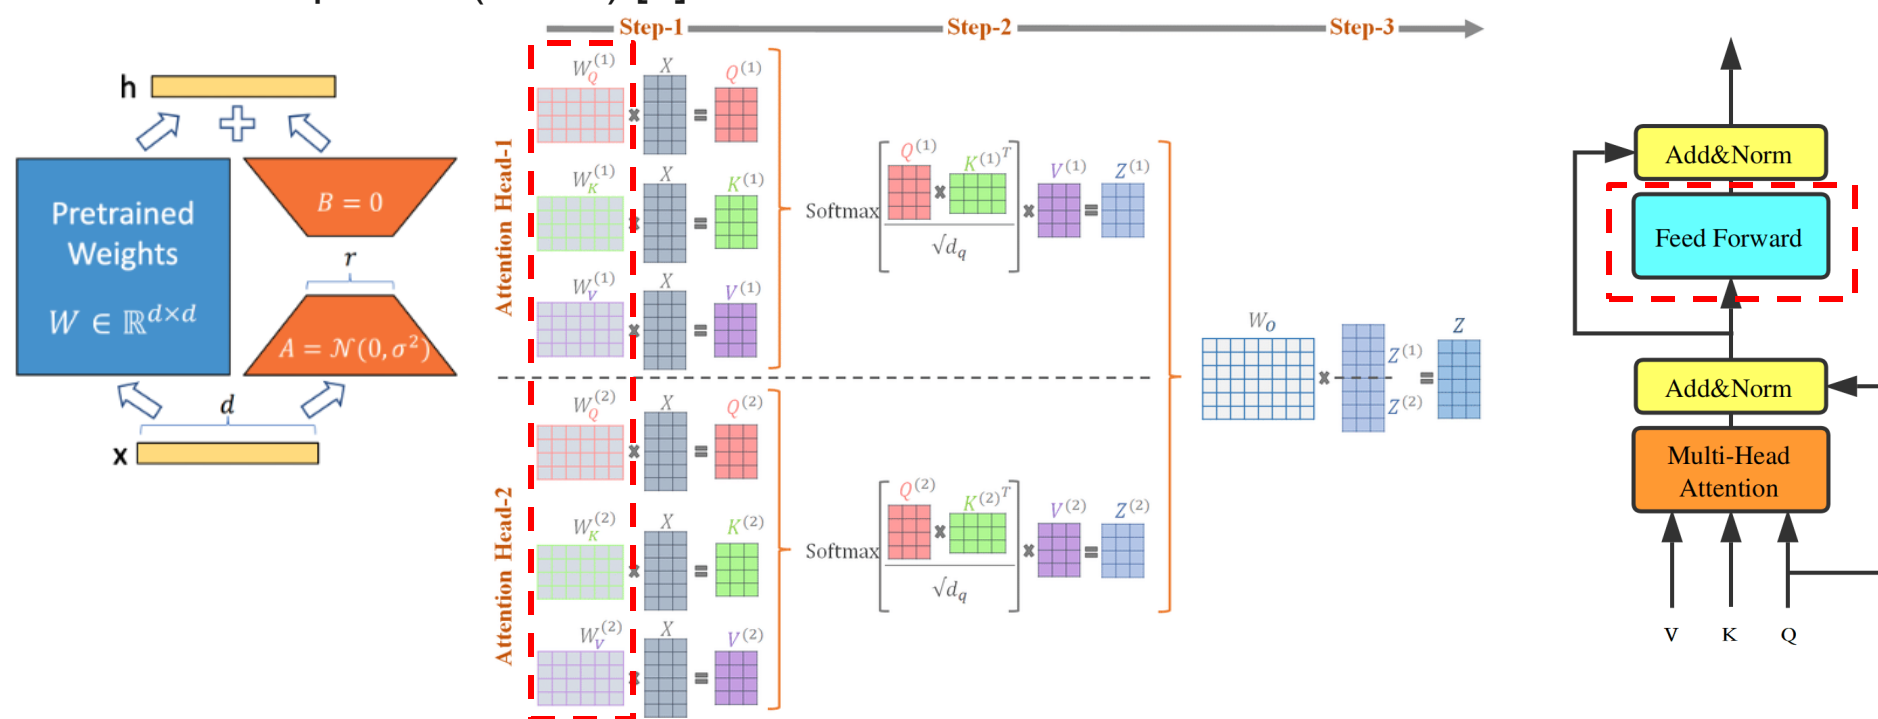 h
Pretrained
Weights
W ∈ ℝ^{d×d}
B = 0
r
A = 𝒩(0, σ²)
d
x
Step-1
Step-2
Step-3
Attention Head-1
W_Q^{(1)} X Q^{(1)}
× =
W_K^{(1)} X K^{(1)}
× =
W_V^{(1)} X V^{(1)}
× =
Q^{(1)} K^{(1)^T} V^{(1)} Z^{(1)}
Softmax × × =
√d_q
Attention Head-2
W_Q^{(2)} X Q^{(2)}
× =
W_K^{(2)} X K^{(2)}
× =
W_V^{(2)} X V^{(2)}
× =
Q^{(2)} K^{(2)^T} V^{(2)} Z^{(2)}
Softmax × × =
√d_q
W_O Z
Z^{(1)}
× =
Z^{(2)}
Add&Norm
Feed Forward
Add&Norm
Multi-Head
Attention
V K Q